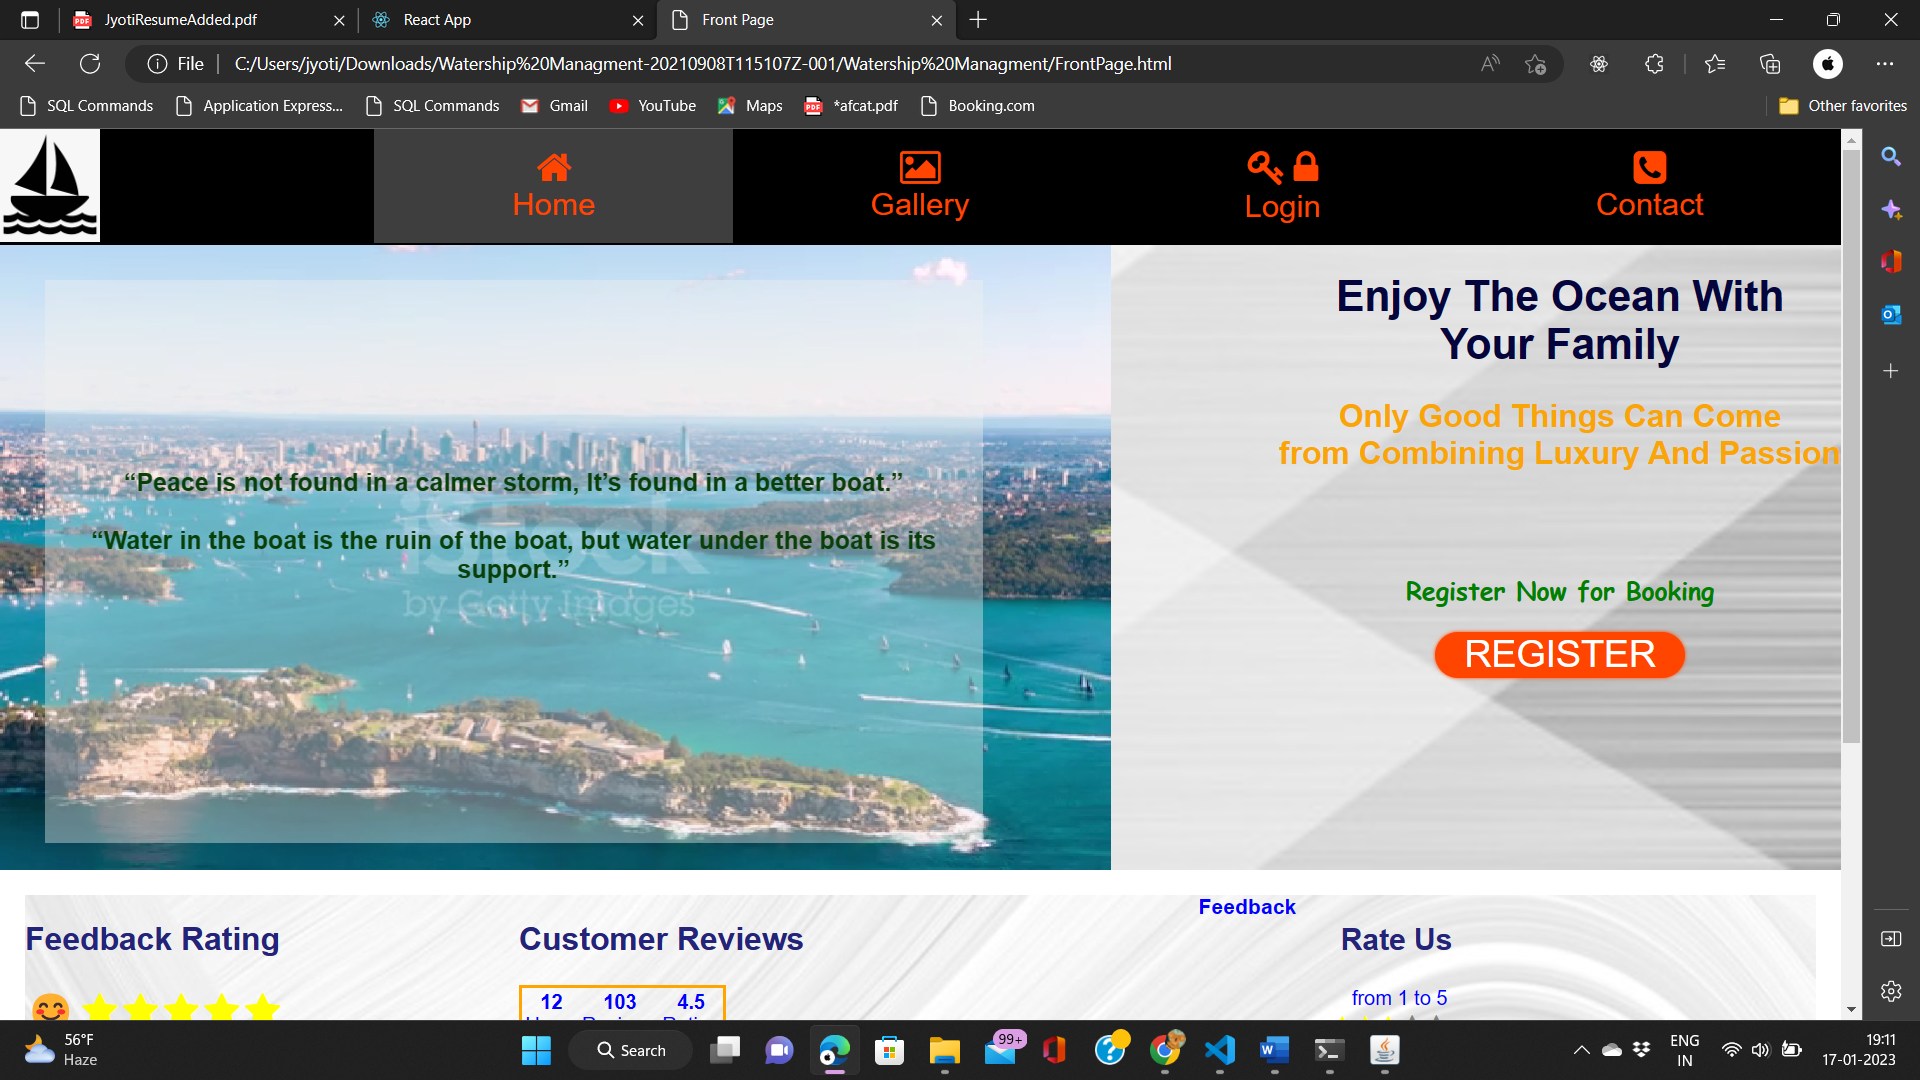 JyotiResumeAdded.pdf
React App
Front Page
File
C:/Users/jyoti/Downloads/Watership%20Managment-20210908T115107Z-001/Watership%20Managment/FrontPage.html
SQL Commands
Application Express...
SQL Commands
Gmail
YouTube
Maps
*afcat.pdf
Booking.com
Other favorites
Home
Gallery
Login
Contact
“Peace is not found in a calmer storm, It’s found in a better boat.”
“Water in the boat is the ruin of the boat, but water under the boat is its
support.”
iStock
by Getty Images™
Enjoy The Ocean With
Your Family
Only Good Things Can Come
from Combining Luxury And Passion
Register Now for Booking
REGISTER
Feedback
Feedback Rating
Customer Reviews
Rate Us
12
103
4.5
from 1 to 5
56°F
Haze
Search
99+
ENG
IN
19:11
17-01-2023